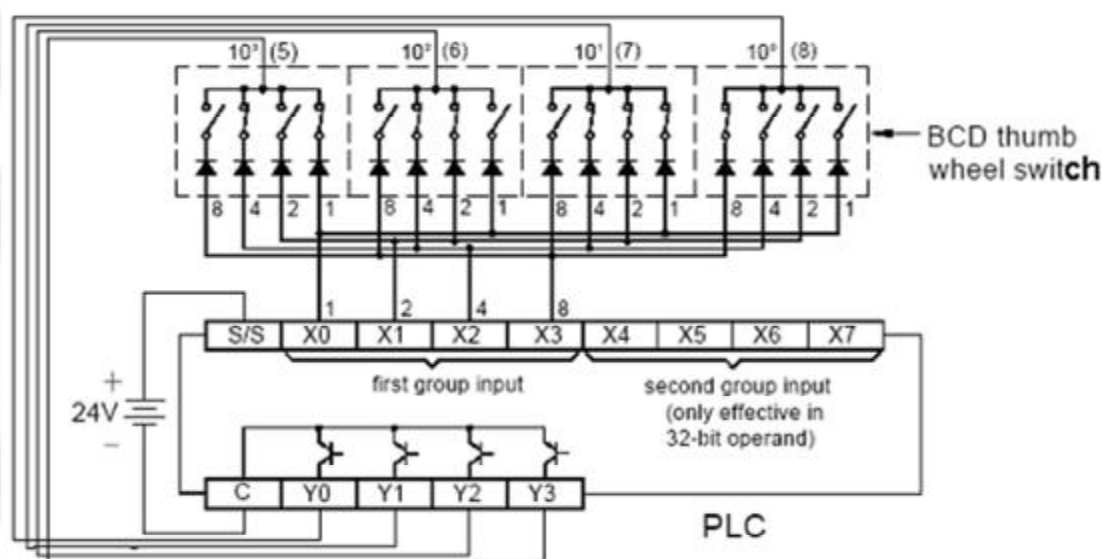 10³ (5) 10² (6) 10¹ (7) 10⁰ (8)
BCD thumb
wheel switch
8 4 2 1 8 4 2 1 8 4 2 1 8 4 2 1
1 2 4 8
S/S X0 X1 X2 X3 X4 X5 X6 X7
first group input
second group input
(only effective in
32-bit operand)
+
24V
−
C Y0 Y1 Y2 Y3
PLC